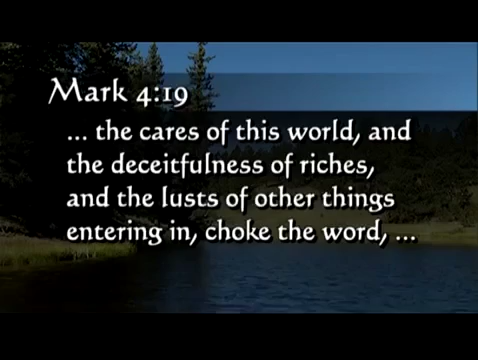 Mark 4:19
... the cares of this world, and
the deceitfulness of riches,
and the lusts of other things
entering in, choke the word, ...